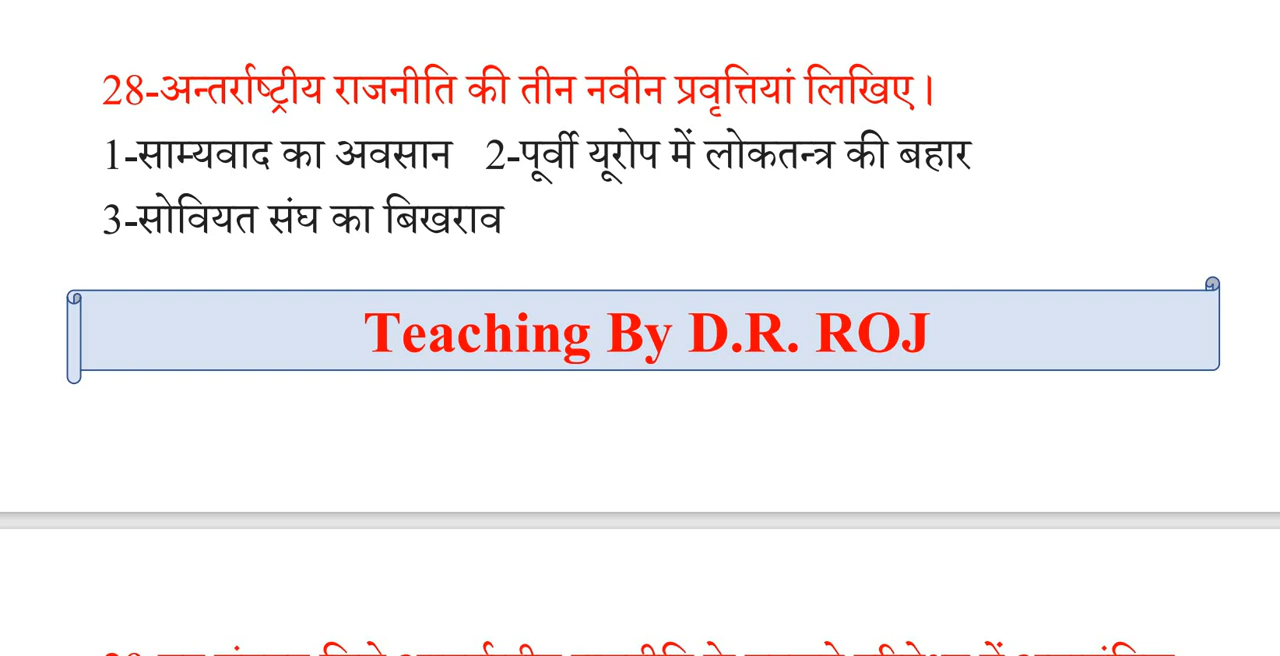 28-अन्तर्राष्ट्रीय राजनीति की तीन नवीन प्रवृत्तियां लिखिए।
1-साम्यवाद का अवसान 2-पूर्वी यूरोप में लोकतन्त्र की बहार
3-सोवियत संघ का बिखराव
Teaching By D.R. ROJ